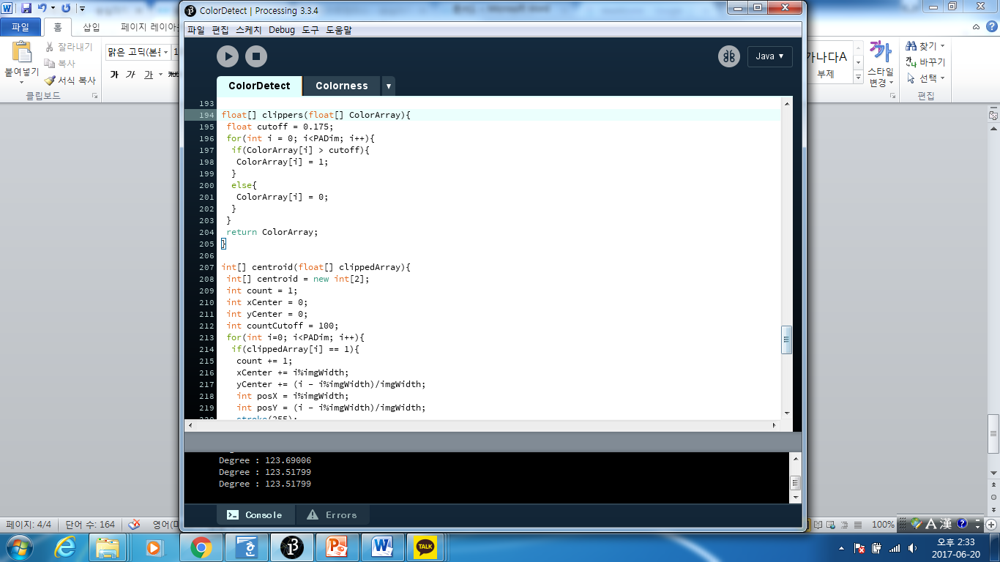 ColorDetect | Processing 3.3.4
파일 홈 삽입 페이지
파일 편집 스케치 Debug 도구 도움말
붙여넣기
잘라내기
복사
서식 복사
클립보드
맑은 고딕(본문
가 가 가
Java
가나다A
부제
스타일
변경
찾기
바꾸기
선택
편집
ColorDetect Colorness
193
194 float[] clippers(float[] ColorArray){
195 float cutoff = 0.175;
196 for(int i = 0; i<PADim; i++){
197 if(ColorArray[i] > cutoff){
198 ColorArray[i] = 1;
199 }
200 else{
201 ColorArray[i] = 0;
202 }
203 }
204 return ColorArray;
205 }
206
207 int[] centroid(float[] clippedArray){
208 int[] centroid = new int[2];
209 int count = 1;
210 int xCenter = 0;
211 int yCenter = 0;
212 int countCutoff = 100;
213 for(int i=0; i<PADim; i++){
214 if(clippedArray[i] == 1){
215 count += 1;
216 xCenter += i%imgWidth;
217 yCenter += (i - i%imgWidth)/imgWidth;
218 int posX = i%imgWidth;
219 int posY = (i - i%imgWidth)/imgWidth;
220 stroke(255);
Degree : 123.69006
Degree : 123.51799
Degree : 123.51799
Console Errors
페이지: 4/4 단어 수: 164 영어(미
100%
A 漢
TALK
오후 2:33
2017-06-20